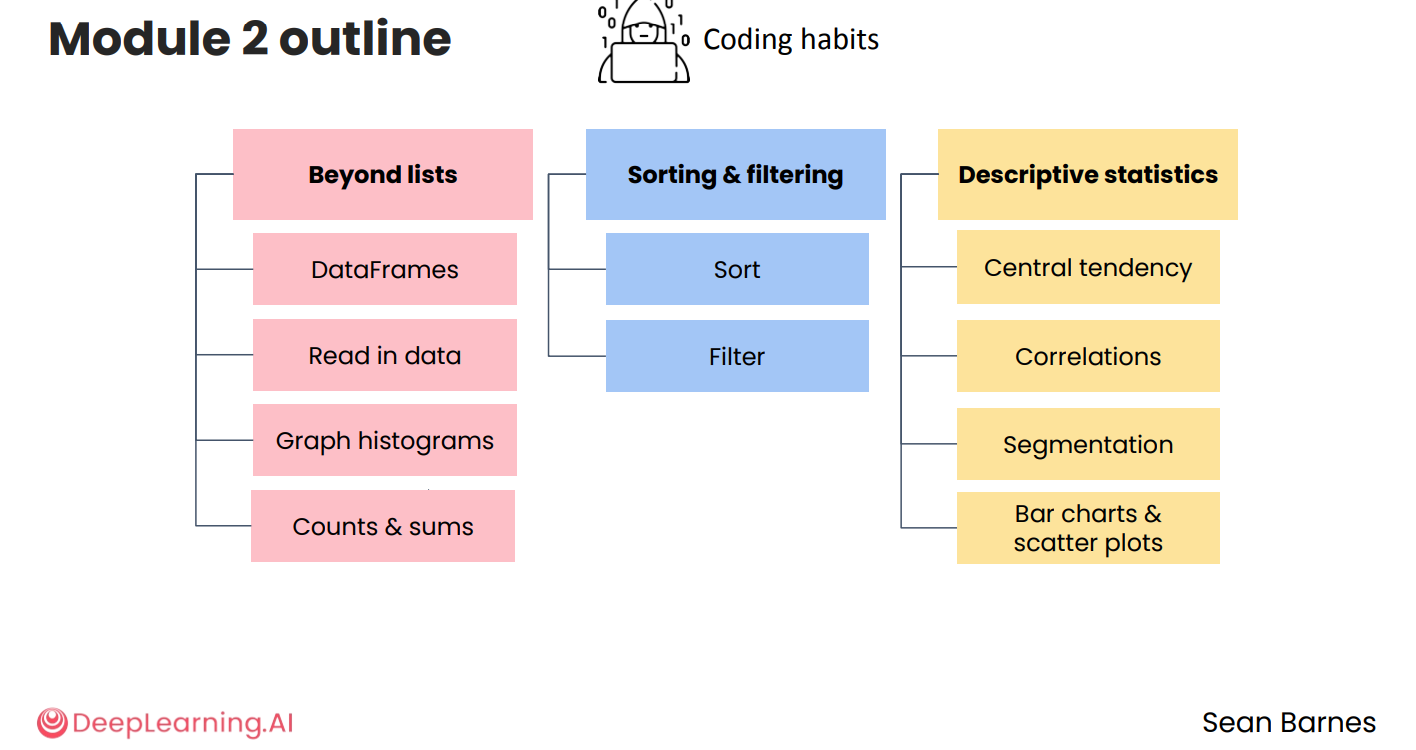 Module 2 outline
Coding habits
Beyond lists
DataFrames
Read in data
Graph histograms
Counts & sums
Sorting & filtering
Sort
Filter
Descriptive statistics
Central tendency
Correlations
Segmentation
Bar charts &
scatter plots
DeepLearning.AI
Sean Barnes